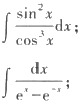 ∫ sin²x / cos³x dx;
∫ dx / (eˣ − e⁻ˣ);